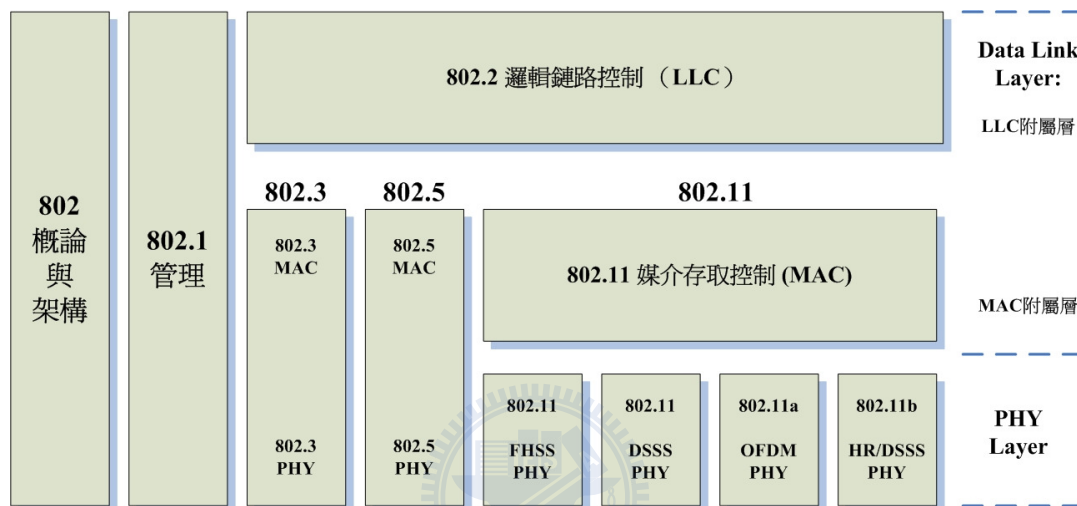 802
概論
與
架構
802.1
管理
802.2 邏輯鏈路控制（LLC）
802.3
802.3
MAC
802.3
PHY
802.5
802.5
MAC
802.5
PHY
802.11
802.11 媒介存取控制 (MAC)
802.11
FHSS
PHY
802.11
DSSS
PHY
802.11a
OFDM
PHY
802.11b
HR/DSSS
PHY
Data Link
Layer:
LLC附屬層
MAC附屬層
PHY
Layer